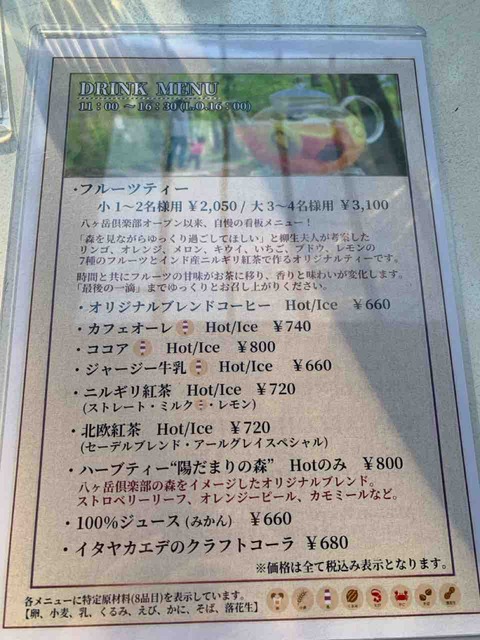 DRINK MENU
11：00 ～ 16：30(L.O.16：00)
・フルーツティー
小 1～2名様用 ￥2,050 / 大 3～4名様用 ￥3,100
八ヶ岳倶楽部オープン以来、自慢の看板メニュー！
「森を見ながらゆっくり過ごしてほしい」と柳生夫人が考案した
リンゴ、オレンジ、メロン、キウイ、いちご、ブドウ、レモンの
7種のフルーツとインド産ニルギリ紅茶で作るオリジナルティーです。
時間と共にフルーツの甘味がお茶に移り、香りと味わいが変化します。
「最後の一滴」までゆっくりとお召し上がりください。
・オリジナルブレンドコーヒー Hot/Ice ￥660
・カフェオーレ Hot/Ice ￥740
・ココア Hot/Ice ￥800
・ジャージー牛乳 Hot/Ice ￥660
・ニルギリ紅茶 Hot/Ice ￥720
(ストレート・ミルク・レモン)
・北欧紅茶 Hot/Ice ￥720
(セーデルブレンド・アールグレイスペシャル)
・ハーブティー“陽だまりの森” Hotのみ ￥800
八ヶ岳倶楽部の森をイメージしたオリジナルブレンド。
ストロベリーリーフ、オレンジピール、カモミールなど。
・100%ジュース (みかん) ￥660
・イタヤカエデのクラフトコーラ ￥680
※価格は全て税込み表示となります。
各メニューに特定原材料(8品目)を表示しています。
【卵、小麦、乳、くるみ、えび、かに、そば、落花生】